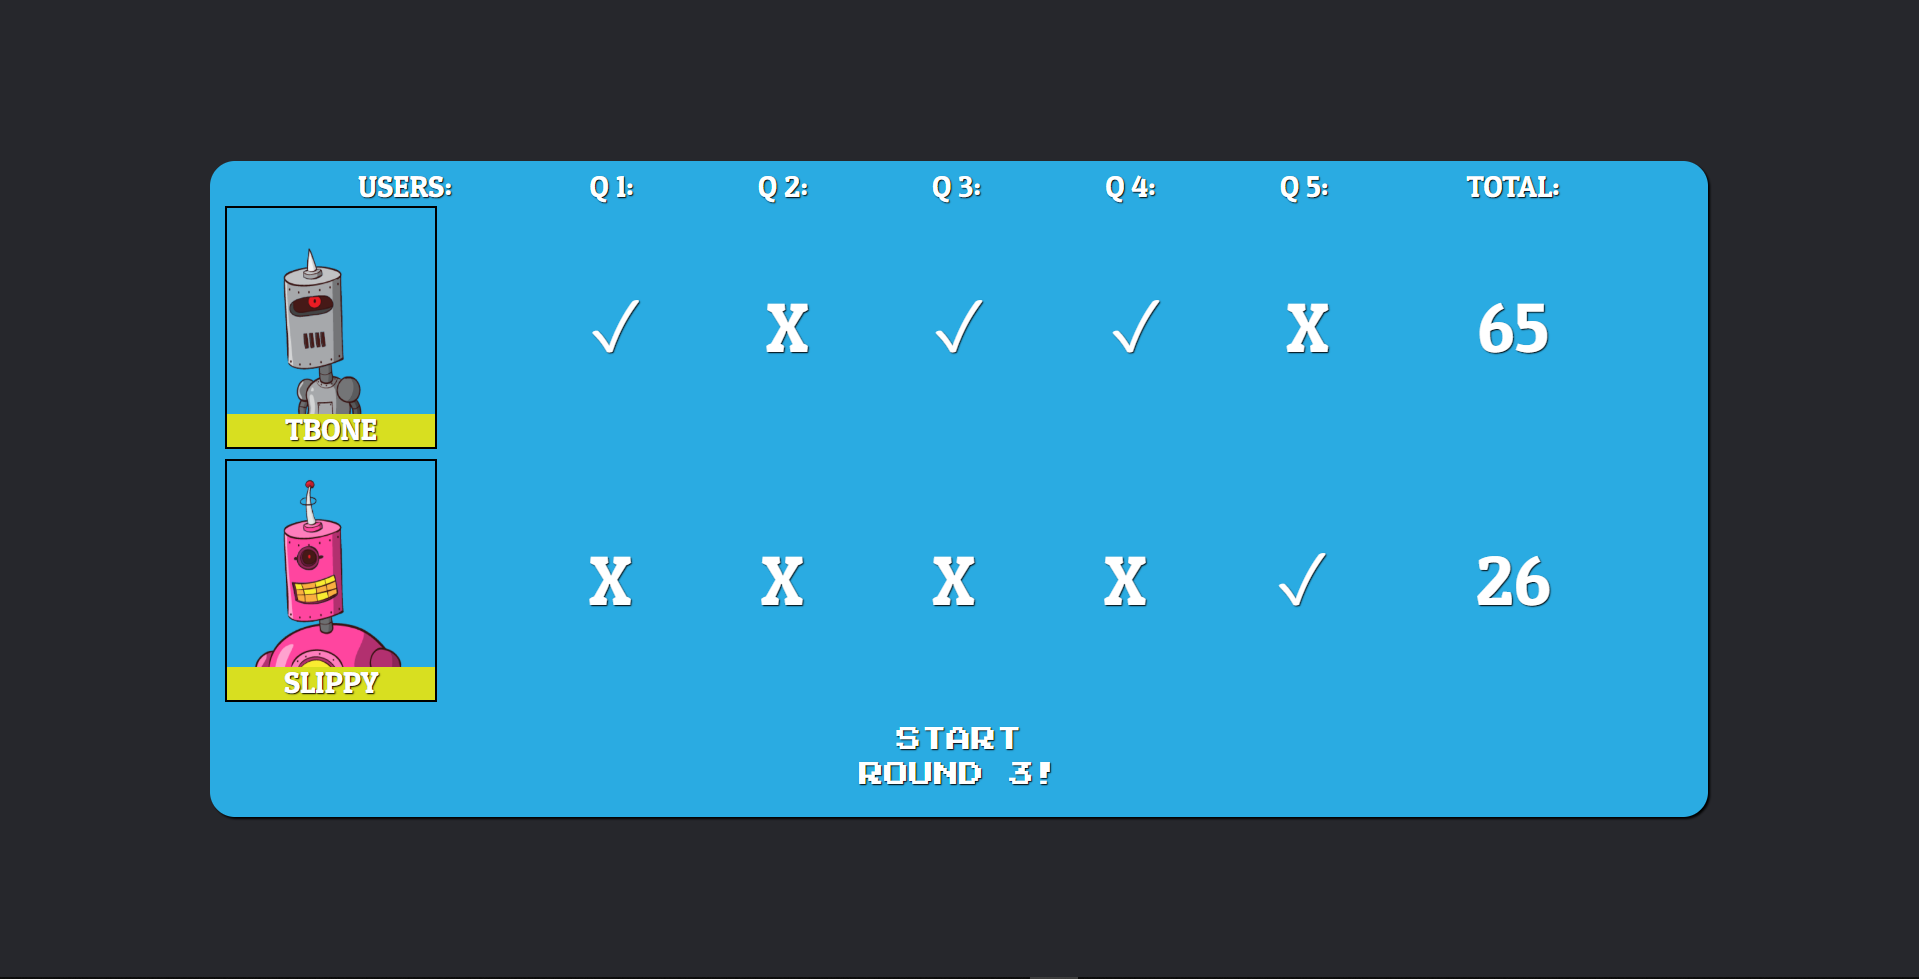 USERS: Q 1: Q 2: Q 3: Q 4: Q 5: TOTAL:
✓ X ✓ ✓ X 65
TBONE
X X X X ✓ 26
SLIPPY
START
ROUND 3!